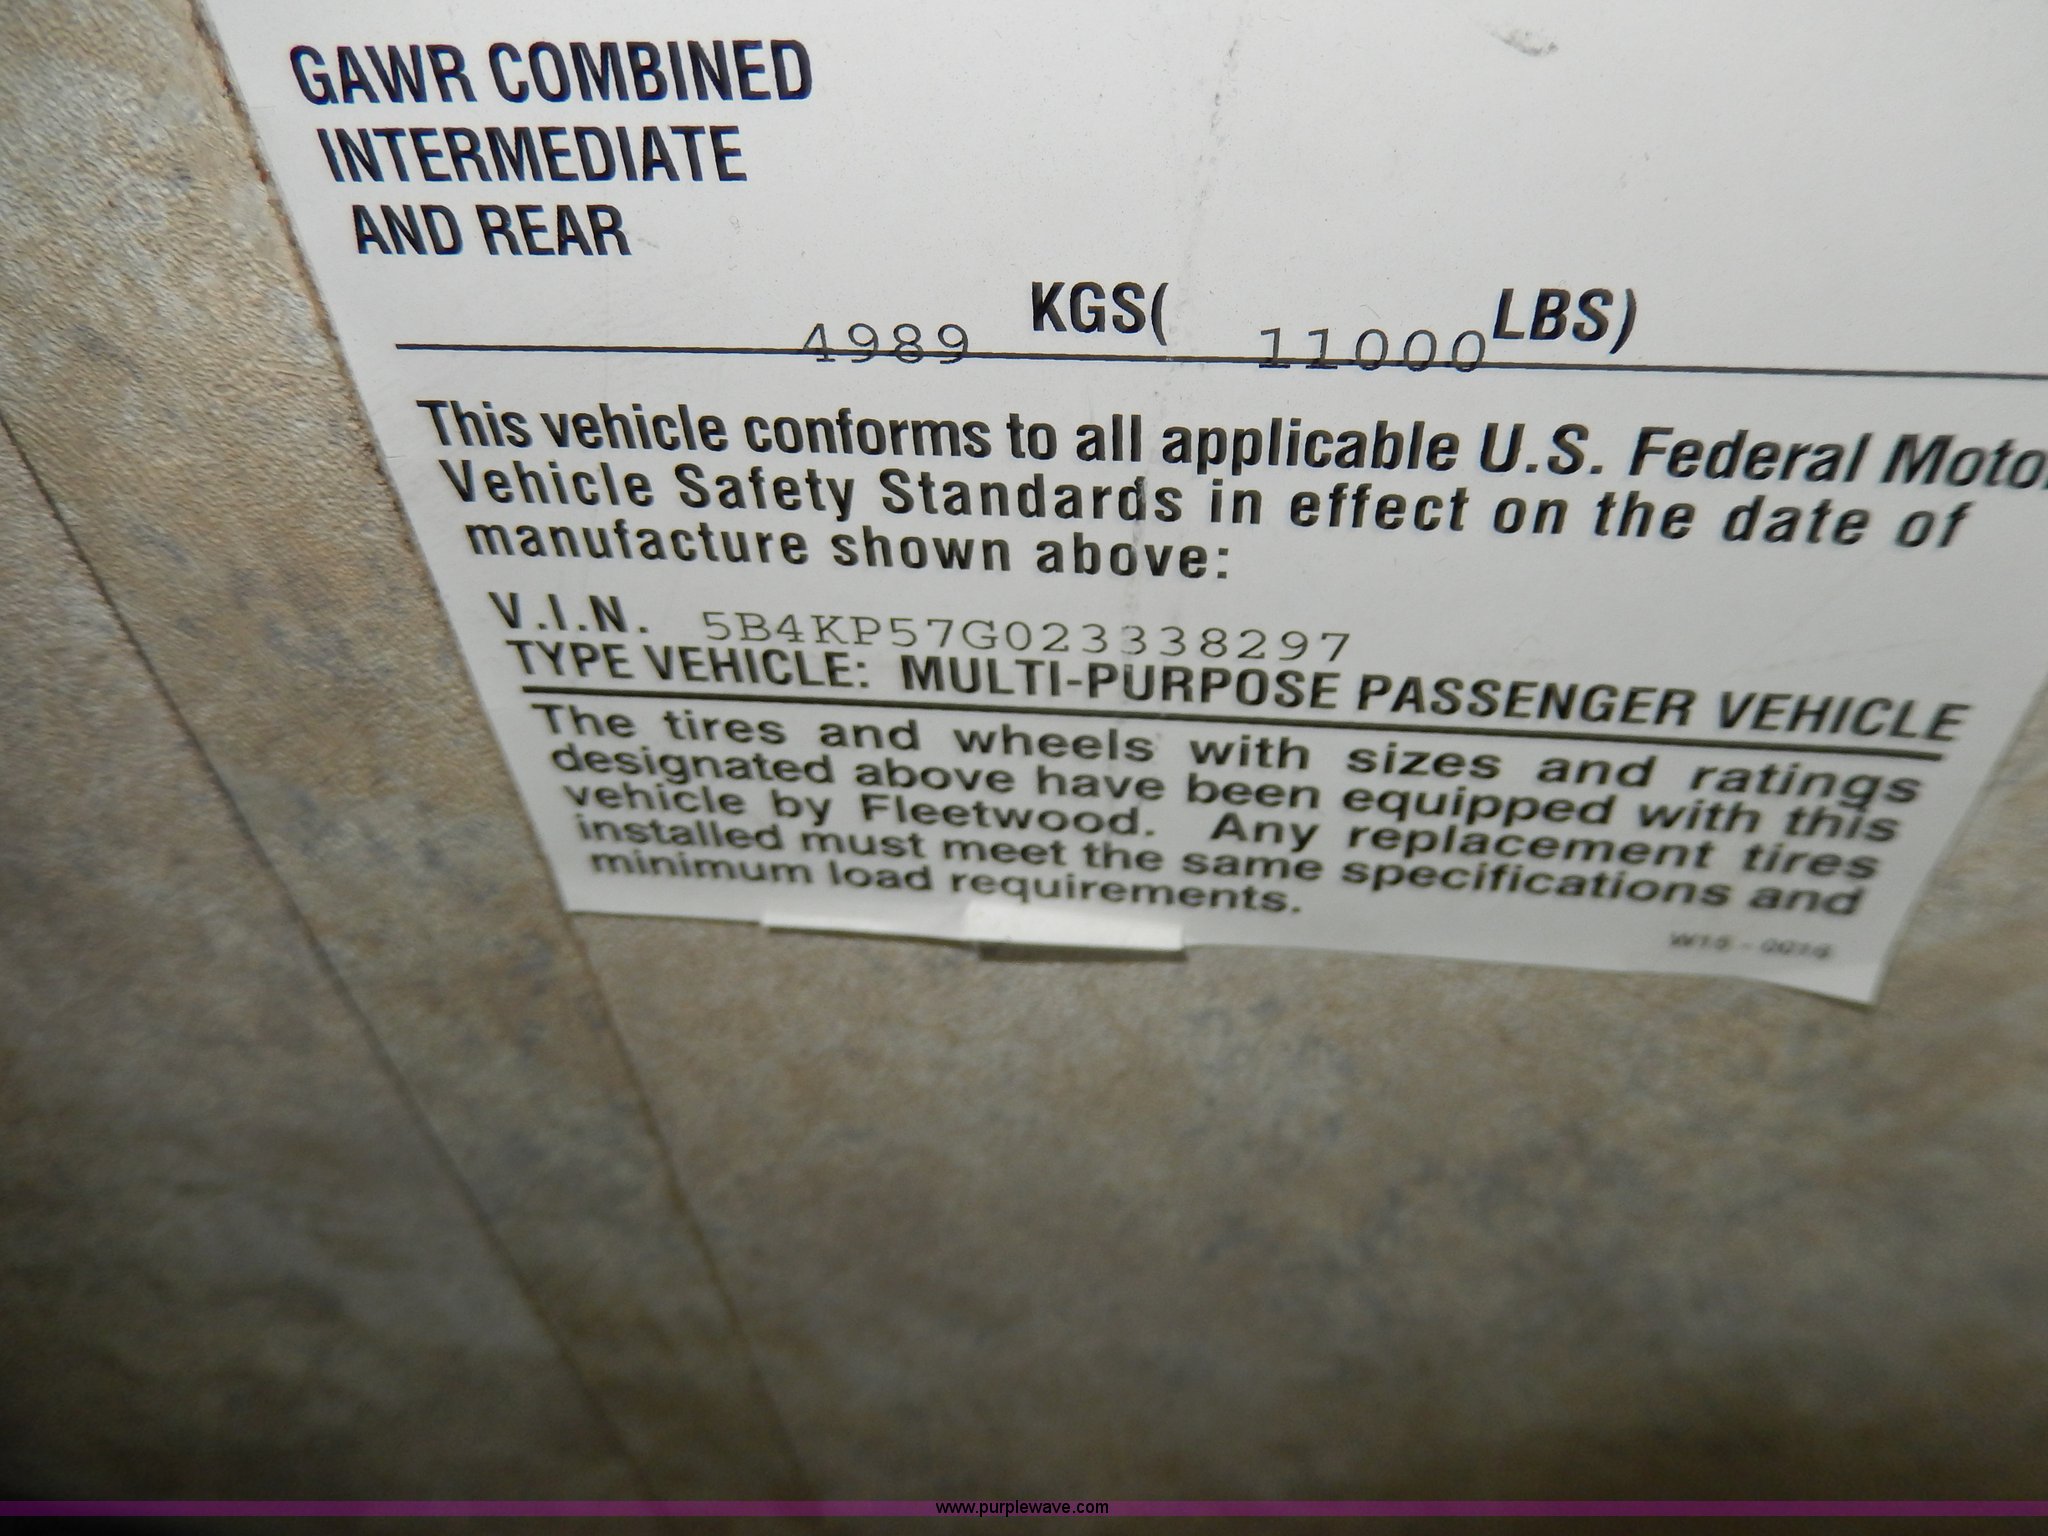 GAWR COMBINED
INTERMEDIATE
AND REAR
4989 KGS( 11000 LBS)
This vehicle conforms to all applicable U.S. Federal Motor
Vehicle Safety Standards in effect on the date of
manufacture shown above:
V.I.N. 5B4KP57G023338297
TYPE VEHICLE: MULTI-PURPOSE PASSENGER VEHICLE
The tires and wheels with sizes and ratings
designated above have been equipped with this
vehicle by Fleetwood. Any replacement tires
installed must meet the same specifications and
minimum load requirements.
www.purplewave.com